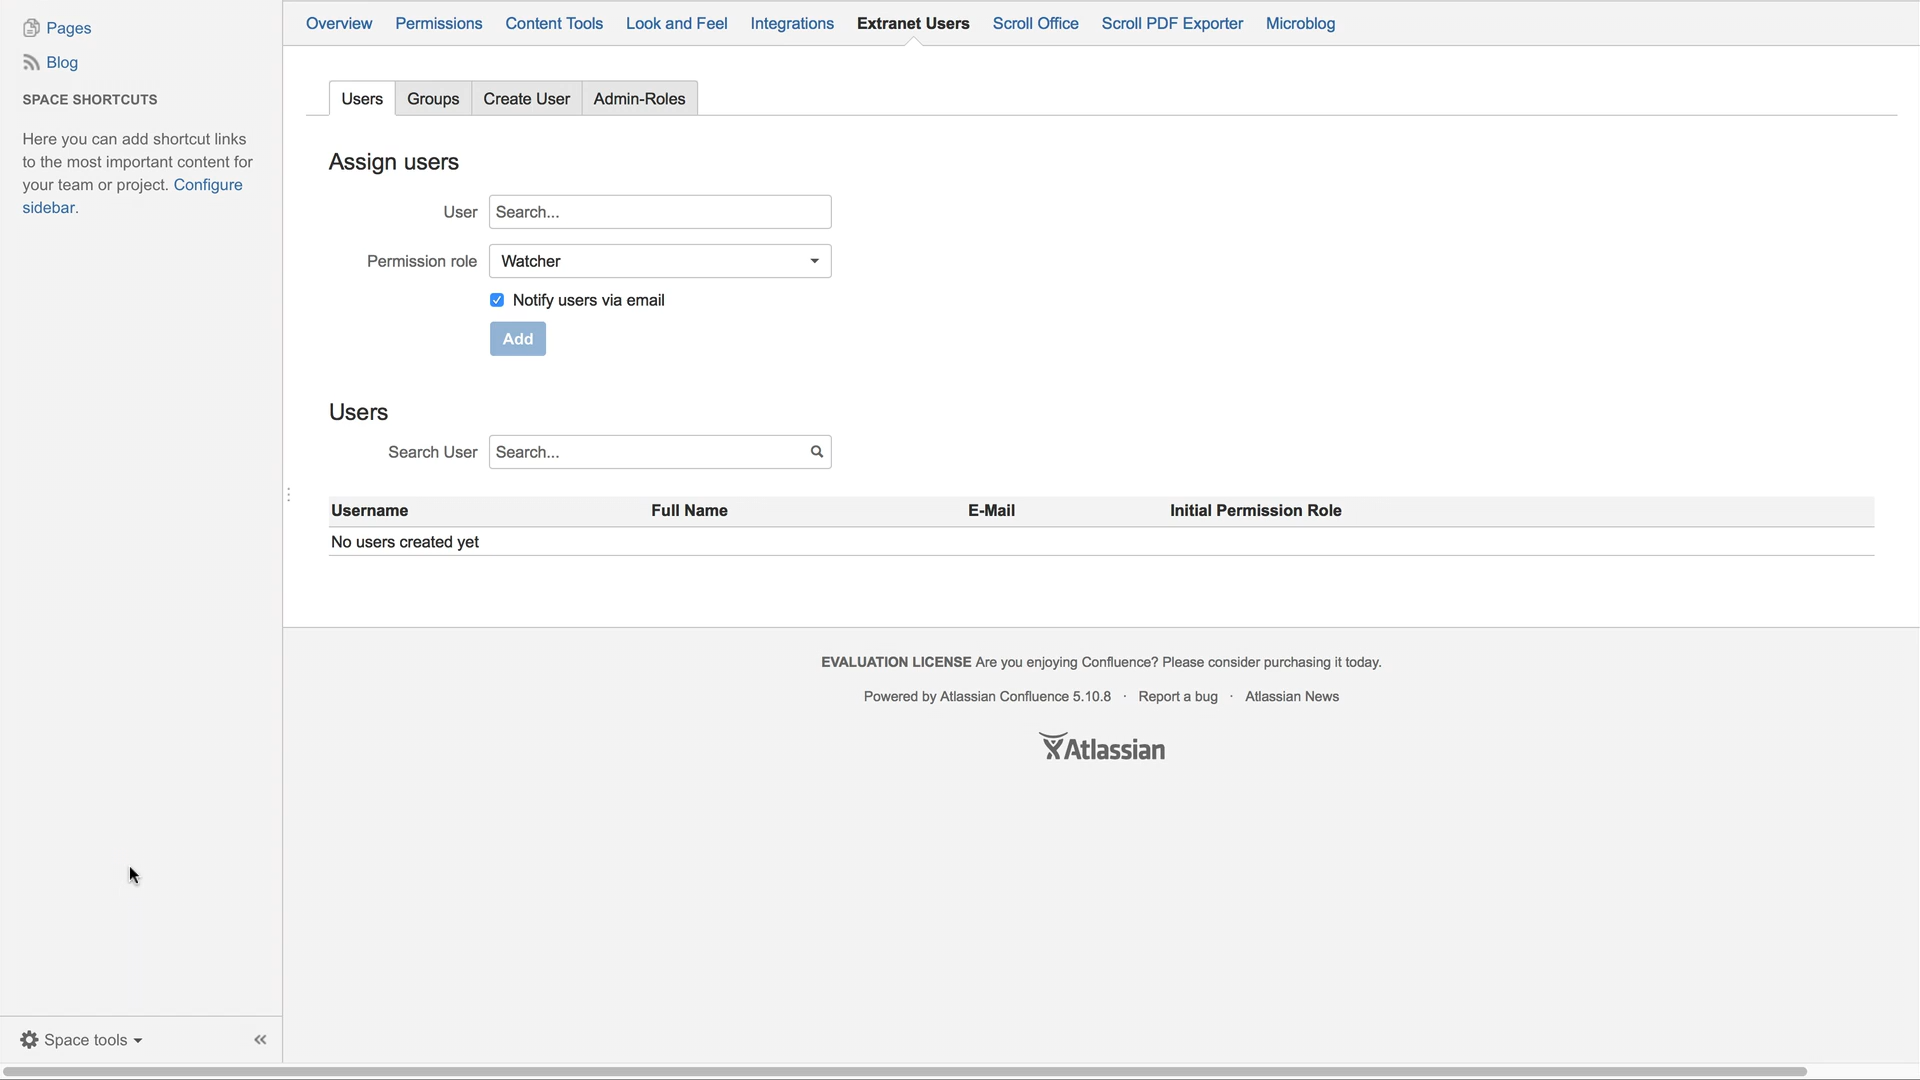 Pages
Blog
SPACE SHORTCUTS
Here you can add shortcut links
to the most important content for
your team or project. Configure
sidebar.
Space tools
Overview Permissions Content Tools Look and Feel Integrations Extranet Users Scroll Office Scroll PDF Exporter Microblog
Users Groups Create User Admin-Roles
Assign users
User Search...
Permission role Watcher
Notify users via email
Add
Users
Search User Search...
Username Full Name E-Mail Initial Permission Role
No users created yet
EVALUATION LICENSE Are you enjoying Confluence? Please consider purchasing it today.
Powered by Atlassian Confluence 5.10.8 · Report a bug · Atlassian News
Atlassian